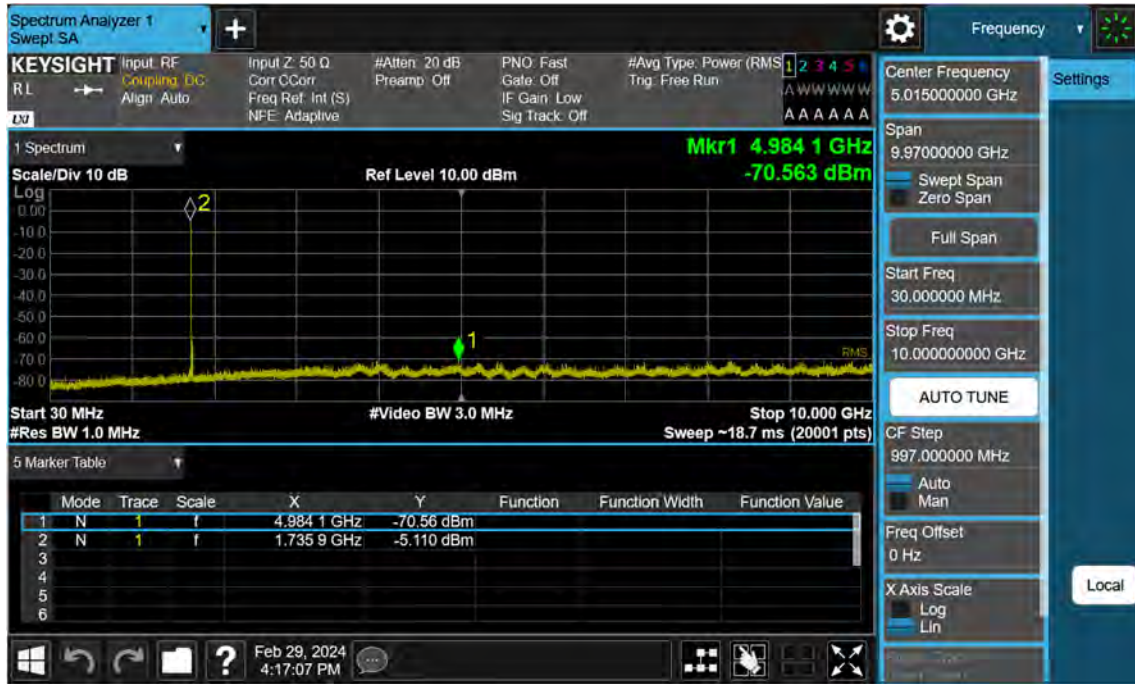 Spectrum Analyzer 1
Swept SA
+
Frequency
KEYSIGHT
RL
LXI
Input: RF
Coupling: DC
Align: Auto
Input Z: 50 Ω
Corr CCorr
Freq Ref: Int (S)
NFE: Adaptive
#Atten: 20 dB
Preamp: Off
PNO: Fast
Gate: Off
IF Gain: Low
Sig Track: Off
#Avg Type: Power (RMS
Trig: Free Run
1 2 3 4 5 6
A W W W W W
A A A A A A
Center Frequency
5.015000000 GHz
Settings
1 Spectrum
Scale/Div 10 dB
Ref Level 10.00 dBm
Mkr1 4.984 1 GHz
-70.563 dBm
Log
0.00
-10.0
-20.0
-30.0
-40.0
-50.0
-60.0
-70.0
-80.0
2
1
RMS
Start 30 MHz
#Res BW 1.0 MHz
#Video BW 3.0 MHz
Stop 10.000 GHz
Sweep ~18.7 ms (20001 pts)
Span
9.97000000 GHz
Swept Span
Zero Span
Full Span
Start Freq
30.000000 MHz
Stop Freq
10.000000000 GHz
AUTO TUNE
CF Step
997.000000 MHz
Auto
Man
Freq Offset
0 Hz
X Axis Scale
Log
Lin
Local
5 Marker Table
Mode Trace Scale X Y Function Function Width Function Value
1 N 1 f 4.984 1 GHz -70.56 dBm
2 N 1 f 1.735 9 GHz -5.110 dBm
3
4
5
6
?
Feb 29, 2024
4:17:07 PM